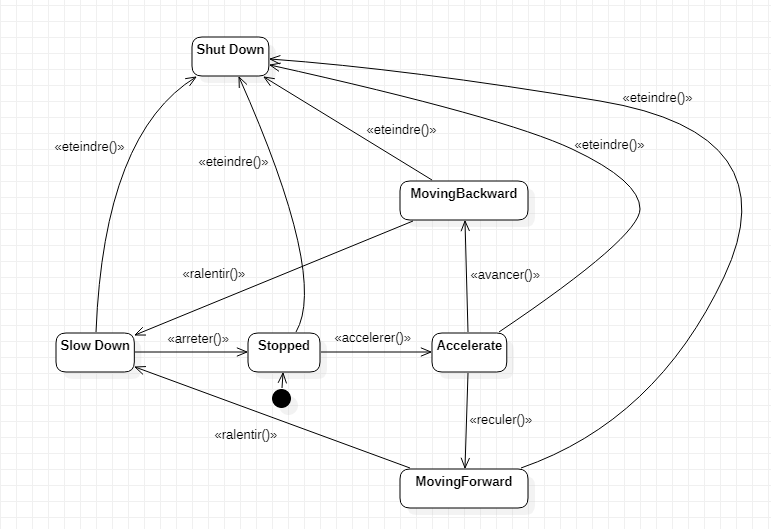 Shut Down
«eteindre()»
«eteindre()»
«eteindre()»
«eteindre()»
«eteindre()»
MovingBackward
«ralentir()»
«avancer()»
Slow Down
«arreter()»
Stopped
«accelerer()»
Accelerate
«reculer()»
«ralentir()»
MovingForward